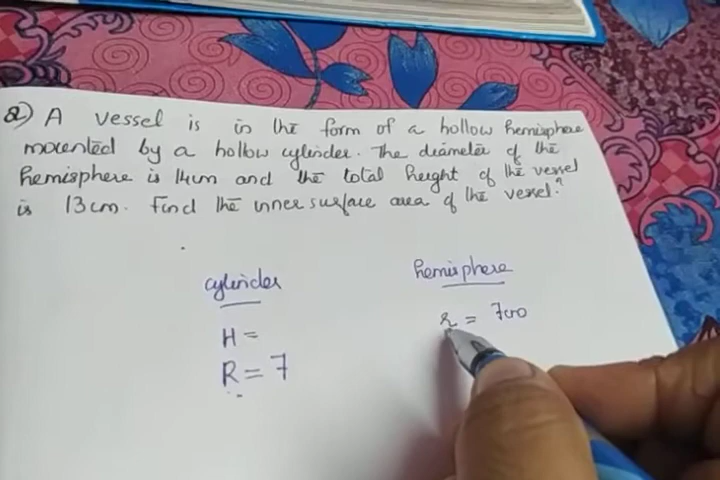 Q) A vessel is in the form of a hollow hemisphere
mounted by a hollow cylinder. The diameter of the
hemisphere is 14cm and the total height of the vessel
is 13cm. Find the inner surface area of the vessel?
cylinder
hemisphere
H =
r = 7cm
R = 7